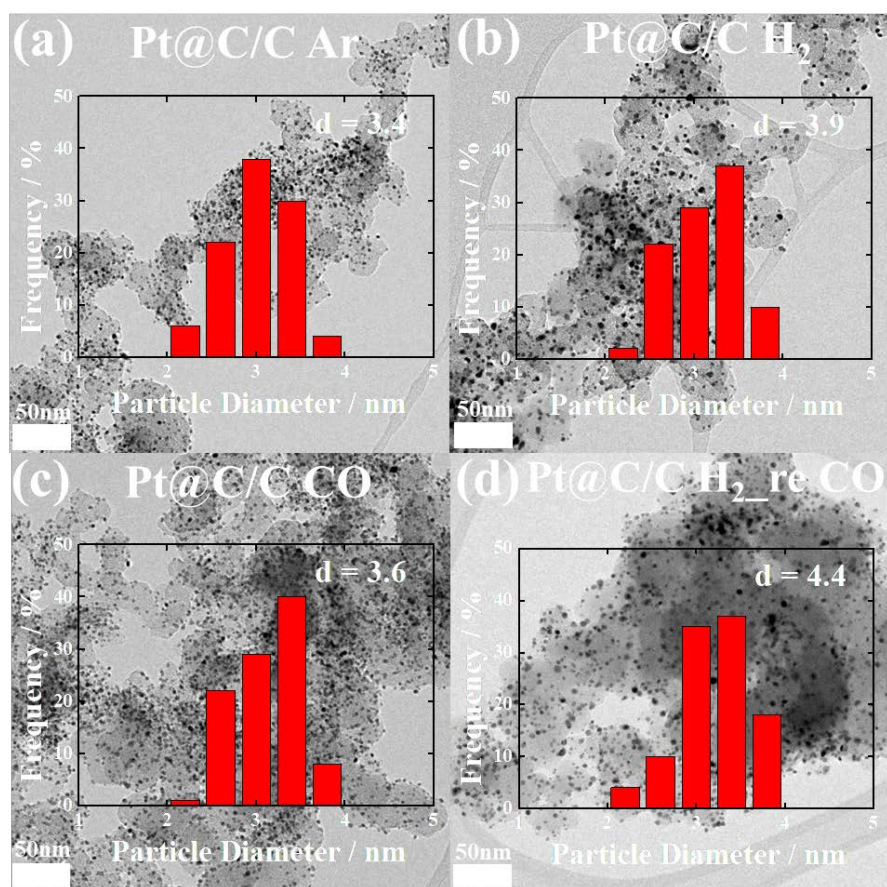 (a) Pt@C/C Ar
50
d = 3.4
40
30
20
10
0
Frequency / %
1 2 3 4 5
Particle Diameter / nm
50nm
(b) Pt@C/C H₂
50
d = 3.9
40
30
20
10
0
Frequency / %
1 2 3 4 5
Particle Diameter / nm
50nm
(c) Pt@C/C CO
50
d = 3.6
40
30
20
10
0
Frequency / %
1 2 3 4 5
Particle Diameter / nm
50nm
(d) Pt@C/C H₂_re CO
50
d = 4.4
40
30
20
10
0
Frequency / %
1 2 3 4 5
Particle Diameter / nm
50nm